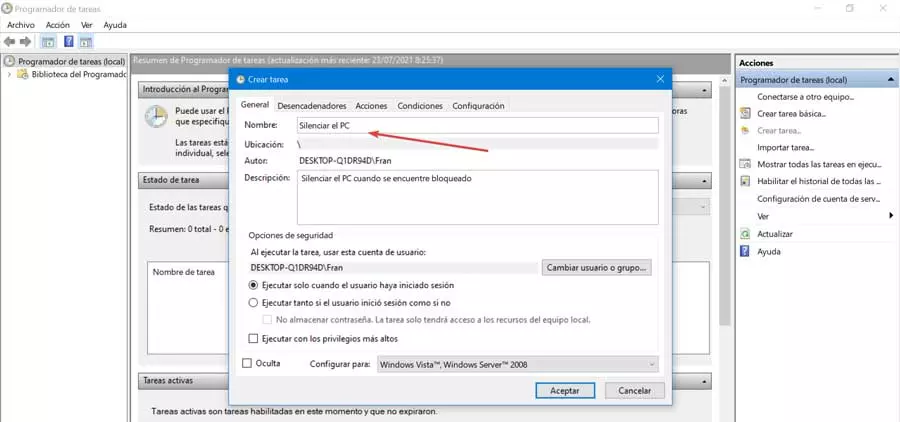 Programador de tareas
Archivo Acción Ver Ayuda
Programador de tareas (local)
Biblioteca del Programado
Resumen de Programador de tareas (actualización más reciente: 23/07/2021 8:25:37)
Introducción al Progra
Puede usar el
que especifiqu
Las tareas está
individual, sele
oras
Estado de tarea
Estado de las tareas q
Resumen: 0 total - 0 e
Nombre de tarea
Tareas activas
Tareas activas son tareas habilitadas en este momento y que no expiraron.
Crear tarea
General Desencadenadores Acciones Condiciones Configuración
Nombre: Silenciar el PC
Ubicación: \
Autor: DESKTOP-Q1DR94D\Fran
Descripción: Silenciar el PC cuando se encuentre bloqueado
Opciones de seguridad
Al ejecutar la tarea, usar esta cuenta de usuario:
DESKTOP-Q1DR94D\Fran Cambiar usuario o grupo...
Ejecutar solo cuando el usuario haya iniciado sesión
Ejecutar tanto si el usuario inició sesión como si no
No almacenar contraseña. La tarea solo tendrá acceso a los recursos del equipo local.
Ejecutar con los privilegios más altos
Oculta Configurar para: Windows Vista™, Windows Server™ 2008
Aceptar Cancelar
Acciones
Programador de tareas (local)
Conectarse a otro equipo...
Crear tarea básica...
Crear tarea...
Importar tarea...
Mostrar todas las tareas en ejecu...
Habilitar el historial de todas las ...
Configuración de cuenta de serv...
Ver
Actualizar
Ayuda